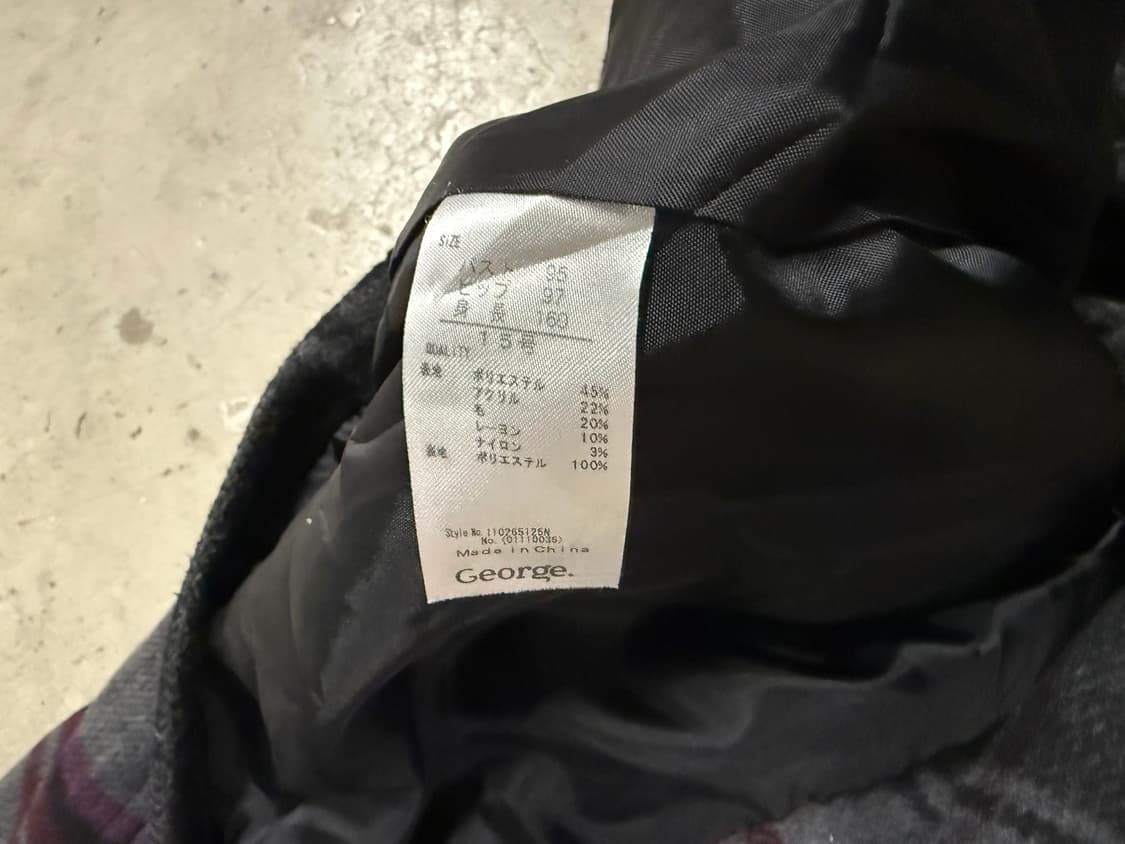 SIZE
バスト 95
ヒップ 97
身長 160
15号
QUALITY
表地 ポリエステル 45%
アクリル 22%
毛 20%
レーヨン 10%
ナイロン 3%
裏地 ポリエステル 100%
Style No 110265125N
No. (01110036)
Made in China
George.